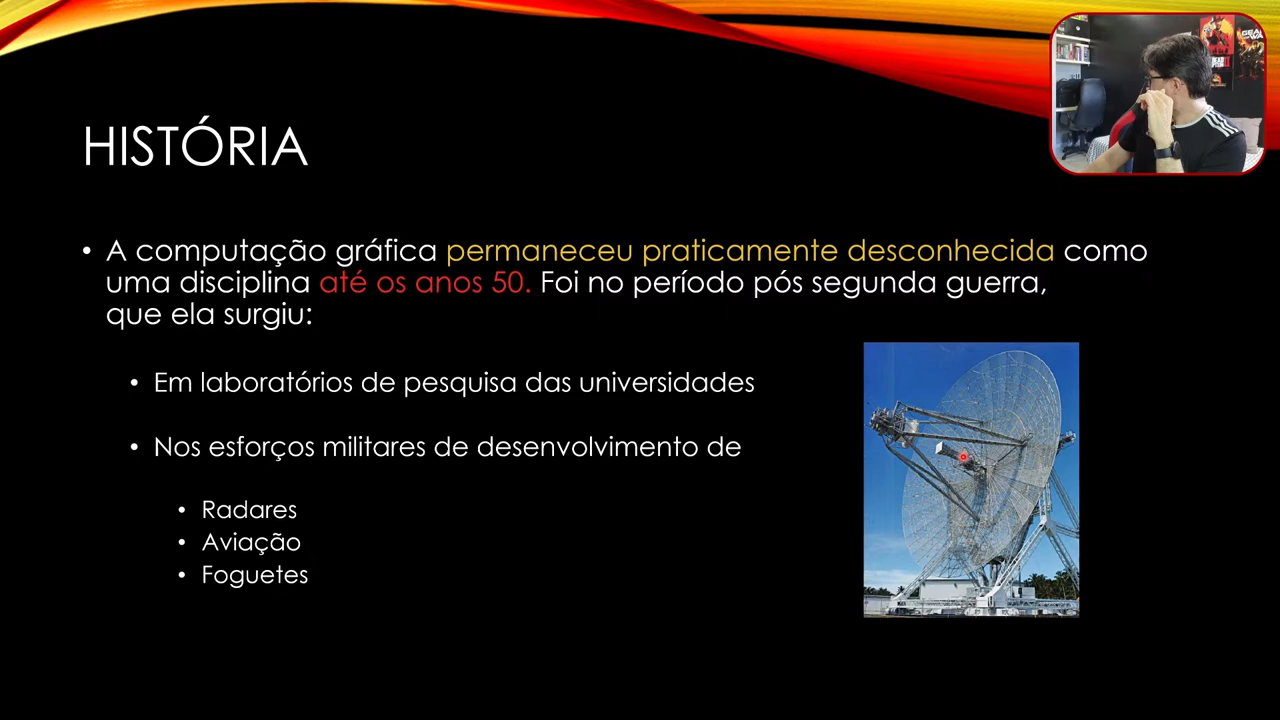 HISTÓRIA
• A computação gráfica permaneceu praticamente desconhecida como
uma disciplina até os anos 50. Foi no período pós segunda guerra,
que ela surgiu:
• Em laboratórios de pesquisa das universidades
• Nos esforços militares de desenvolvimento de
• Radares
• Aviação
• Foguetes